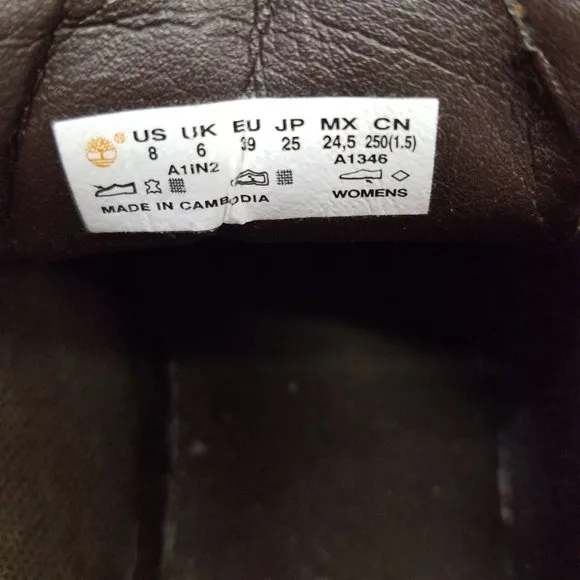 US UK EU JP MX CN
8 6 39 25 24,5 250(1.5)
A1iN2 A1346
WOMENS
MADE IN CAMBODIA